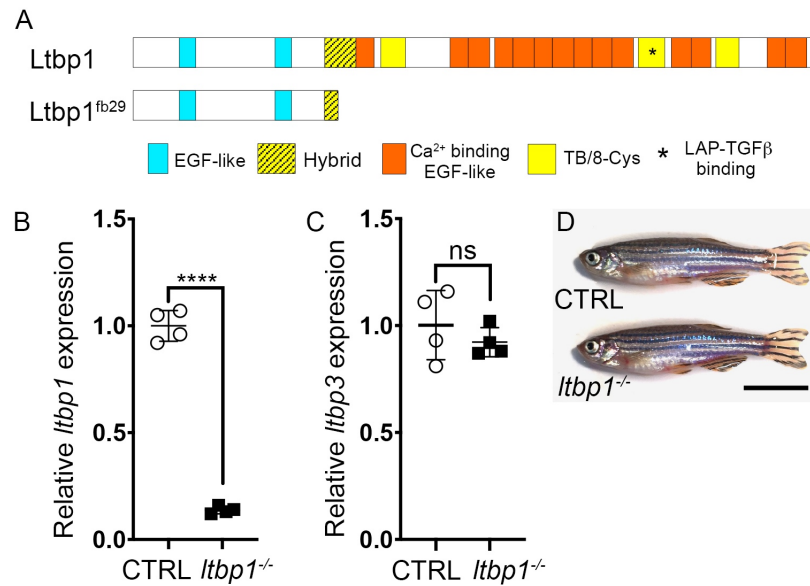 A
Ltbp1
*
Ltbp1fb29
EGF-like
Hybrid
Ca2+ binding
EGF-like
TB/8-Cys
* LAP-TGFβ
binding
B
Relative ltbp1 expression
1.5
1.0
0.5
0.0
****
CTRL ltbp1-/-
C
Relative ltbp3 expression
1.5
1.0
0.5
0.0
ns
CTRL ltbp1-/-
D
CTRL
ltbp1-/-